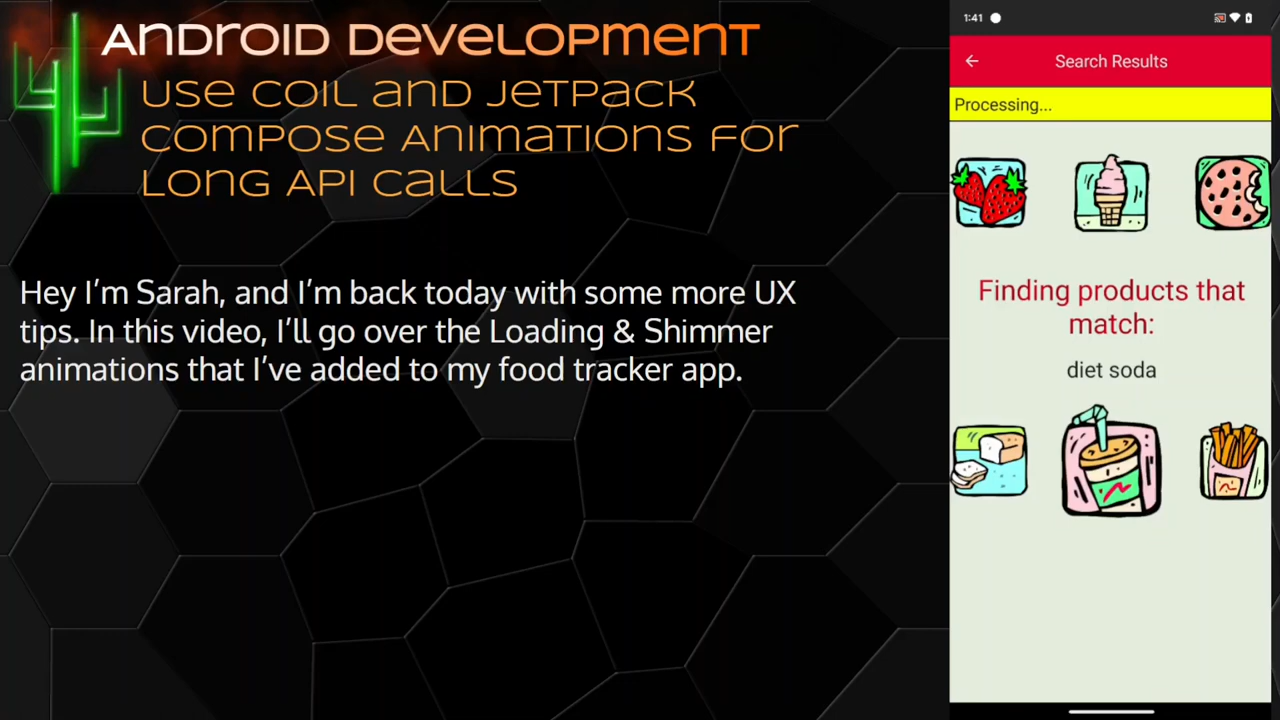 Android Development
Use Coil and Jetpack
Compose Animations for
Long API Calls
Hey I’m Sarah, and I’m back today with some more UX
tips. In this video, I’ll go over the Loading & Shimmer
animations that I’ve added to my food tracker app.
1:41
Search Results
Processing...
Finding products that
match:
diet soda